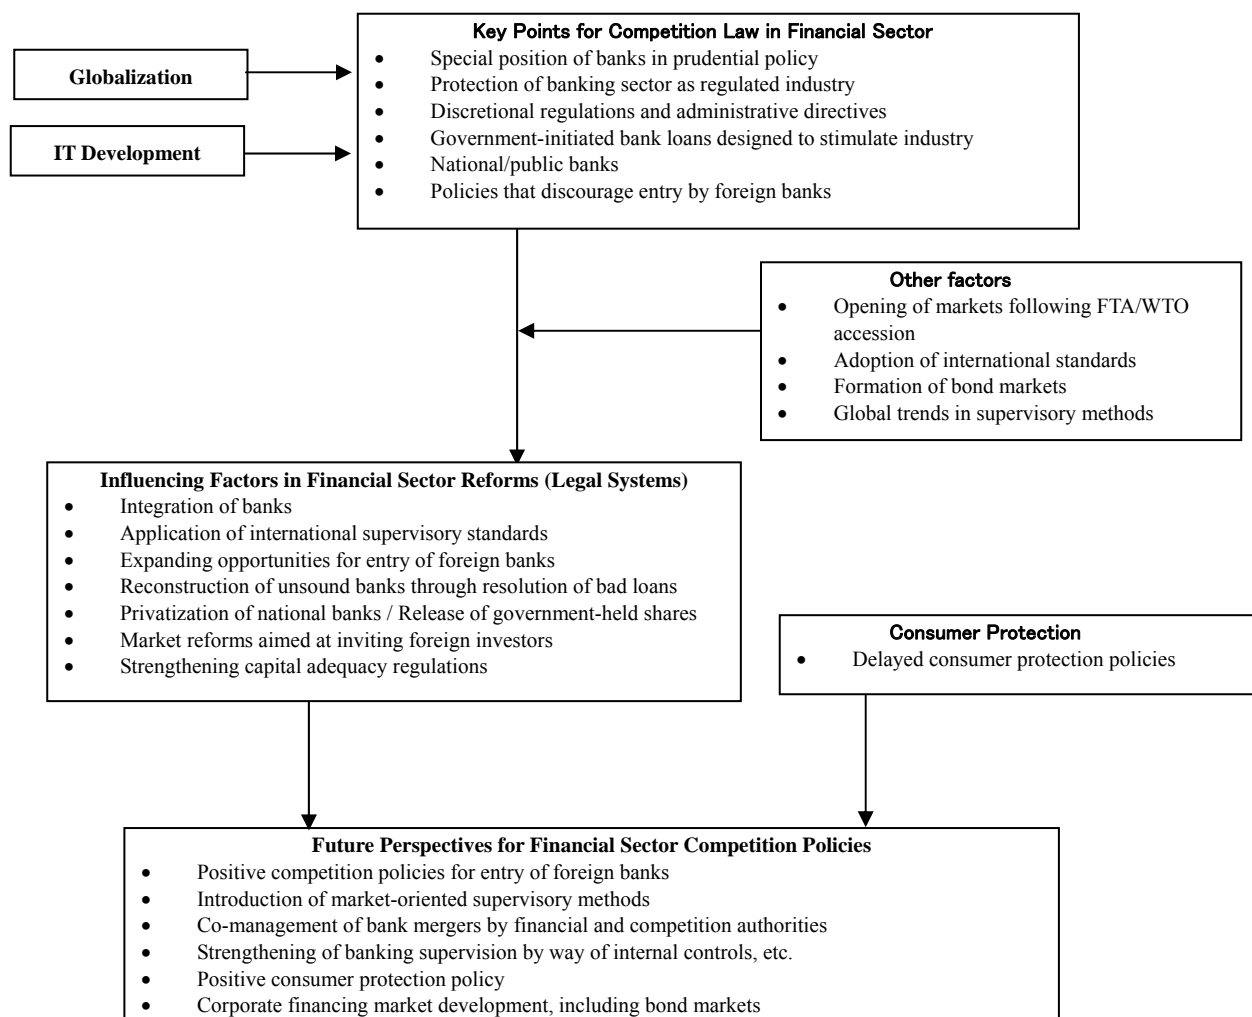 Key Points for Competition Law in Financial Sector
Globalization
• Special position of banks in prudential policy
• Protection of banking sector as regulated industry
• Discretional regulations and administrative directives
IT Development
• Government-initiated bank loans designed to stimulate industry
• National/public banks
• Policies that discourage entry by foreign banks
Other factors
• Opening of markets following FTA/WTO
accession
• Adoption of international standards
• Formation of bond markets
• Global trends in supervisory methods
Influencing Factors in Financial Sector Reforms (Legal Systems)
• Integration of banks
• Application of international supervisory standards
• Expanding opportunities for entry of foreign banks
• Reconstruction of unsound banks through resolution of bad loans
• Privatization of national banks / Release of government-held shares
• Market reforms aimed at inviting foreign investors
• Strengthening capital adequacy regulations
Consumer Protection
• Delayed consumer protection policies
Future Perspectives for Financial Sector Competition Policies
• Positive competition policies for entry of foreign banks
• Introduction of market-oriented supervisory methods
• Co-management of bank mergers by financial and competition authorities
• Strengthening of banking supervision by way of internal controls, etc.
• Positive consumer protection policy
• Corporate financing market development, including bond markets